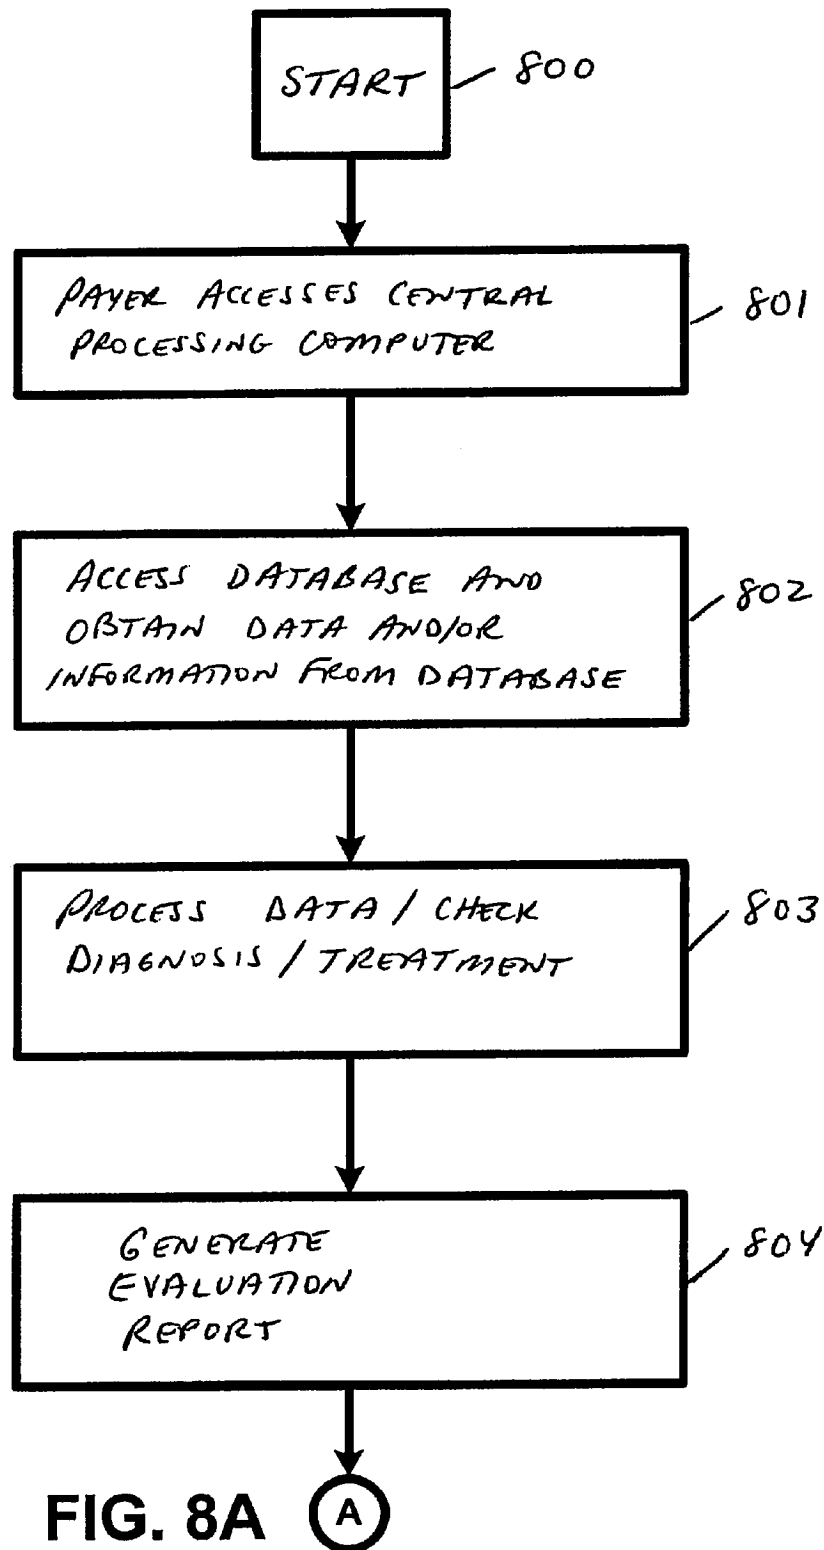 START
800
PAYER ACCESSES CENTRAL
PROCESSING COMPUTER
801
ACCESS DATABASE AND
OBTAIN DATA AND/OR
INFORMATION FROM DATABASE
802
PROCESS DATA / CHECK
DIAGNOSIS / TREATMENT
803
GENERATE
EVALUATION
REPORT
804
FIG. 8A
A